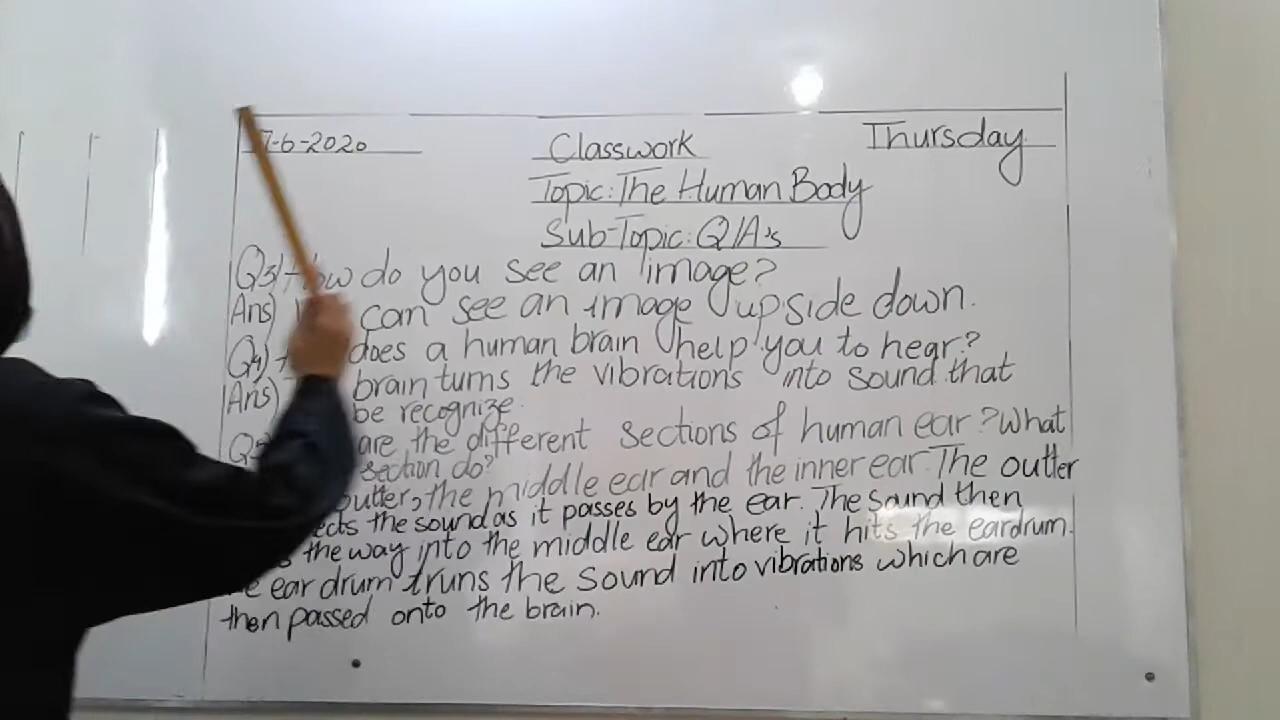 -6-2020 Classwork Thursday
Topic: The Human Body
Sub-Topic: Q/A's
Q3) How do you see an image?
Ans) can see an image upside down.
Q4) does a human brain help you to hear?
Ans) brain turns the vibrations into sound that
be recognize.
are the different sections of human ear? What
section do?
outter, the middle ear and the inner ear. The outter
the sound as it passes by the ear. The sound then
the way into the middle ear where it hits the eardrum.
ear drum truns the sound into vibrations which are
then passed onto the brain.